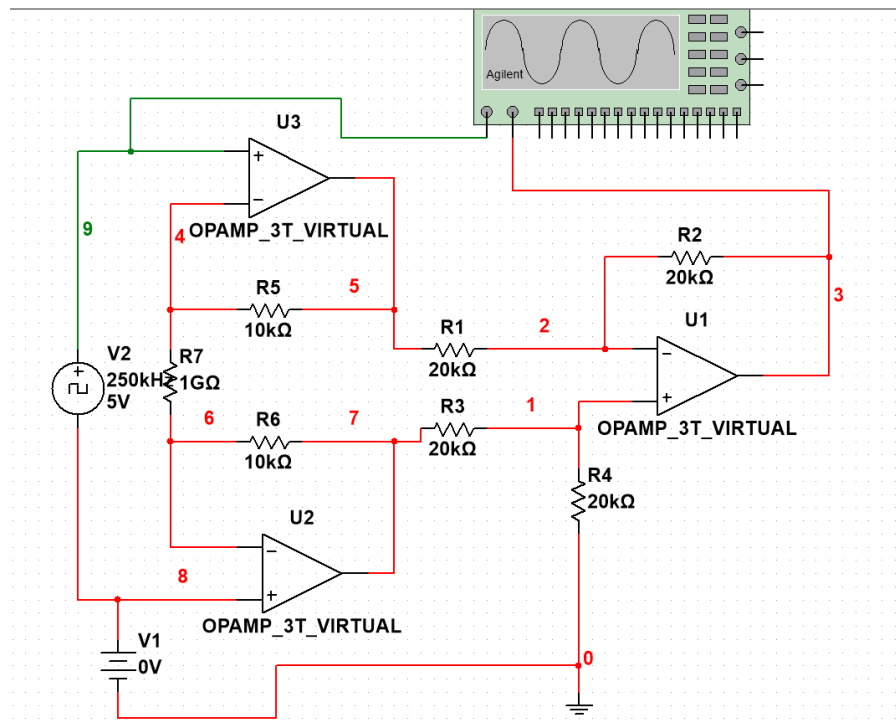 Agilent
U3
OPAMP_3T_VIRTUAL
9
4
R5
10kΩ
5
R2
20kΩ
3
V2
250kHz
5V
R7
1GΩ
R1
20kΩ
2
U1
OPAMP_3T_VIRTUAL
6
R6
10kΩ
7
R3
20kΩ
1
R4
20kΩ
U2
OPAMP_3T_VIRTUAL
8
V1
0V
0